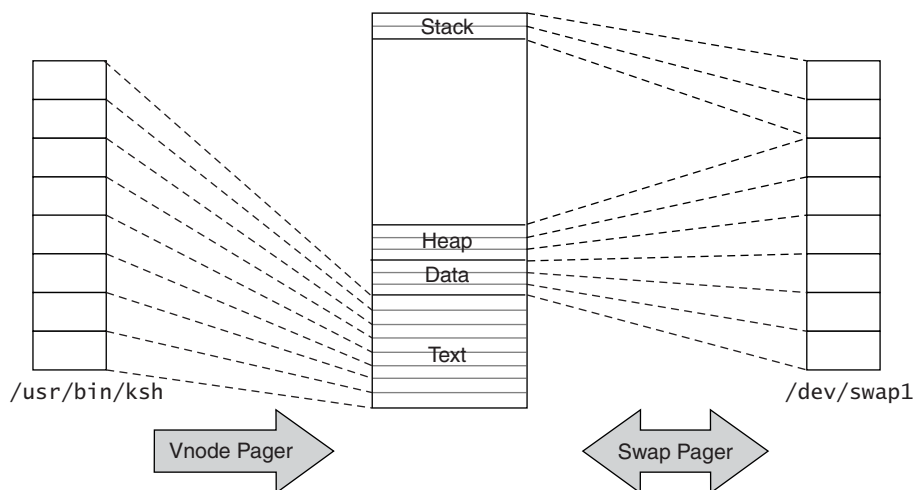 Stack
Heap
Data
Text
/usr/bin/ksh
/dev/swap1
Vnode Pager
Swap Pager